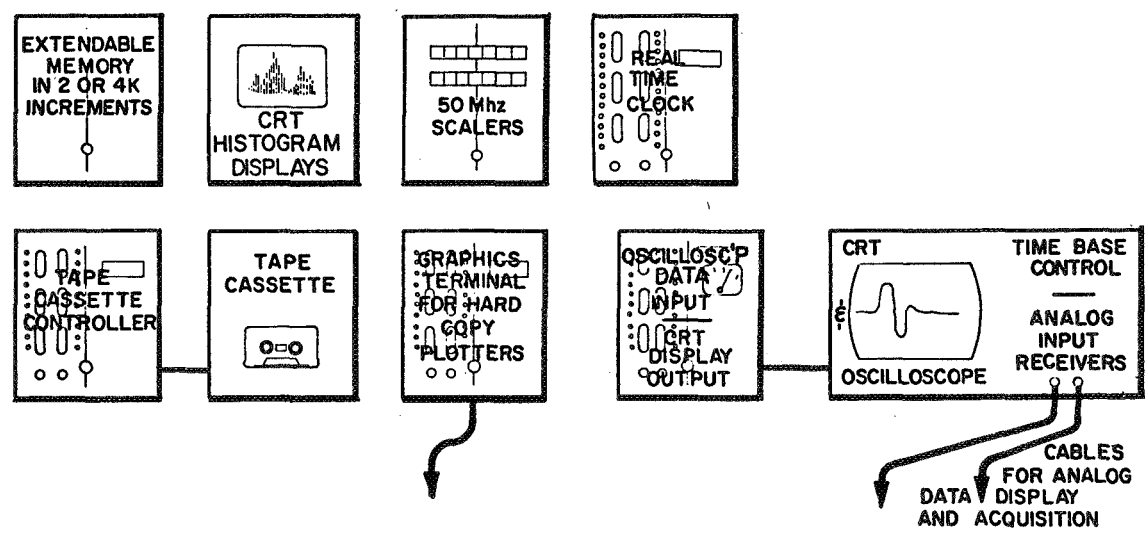 EXTENDABLE
MEMORY
IN 2 OR 4K
INCREMENTS
CRT
HISTOGRAM
DISPLAYS
50 Mhz
SCALERS
REAL
TIME
CLOCK
TAPE
CASSETTE
CONTROLLER
TAPE
CASSETTE
GRAPHICS
TERMINAL
FOR HARD
COPY
PLOTTERS
OSCILLOSC'P
DATA
INPUT
CRT
DISPLAY
OUTPUT
CRT
OSCILLOSCOPE
TIME BASE
CONTROL
ANALOG
INPUT
RECEIVERS
CABLES
FOR ANALOG
DATA DISPLAY
AND ACQUISITION